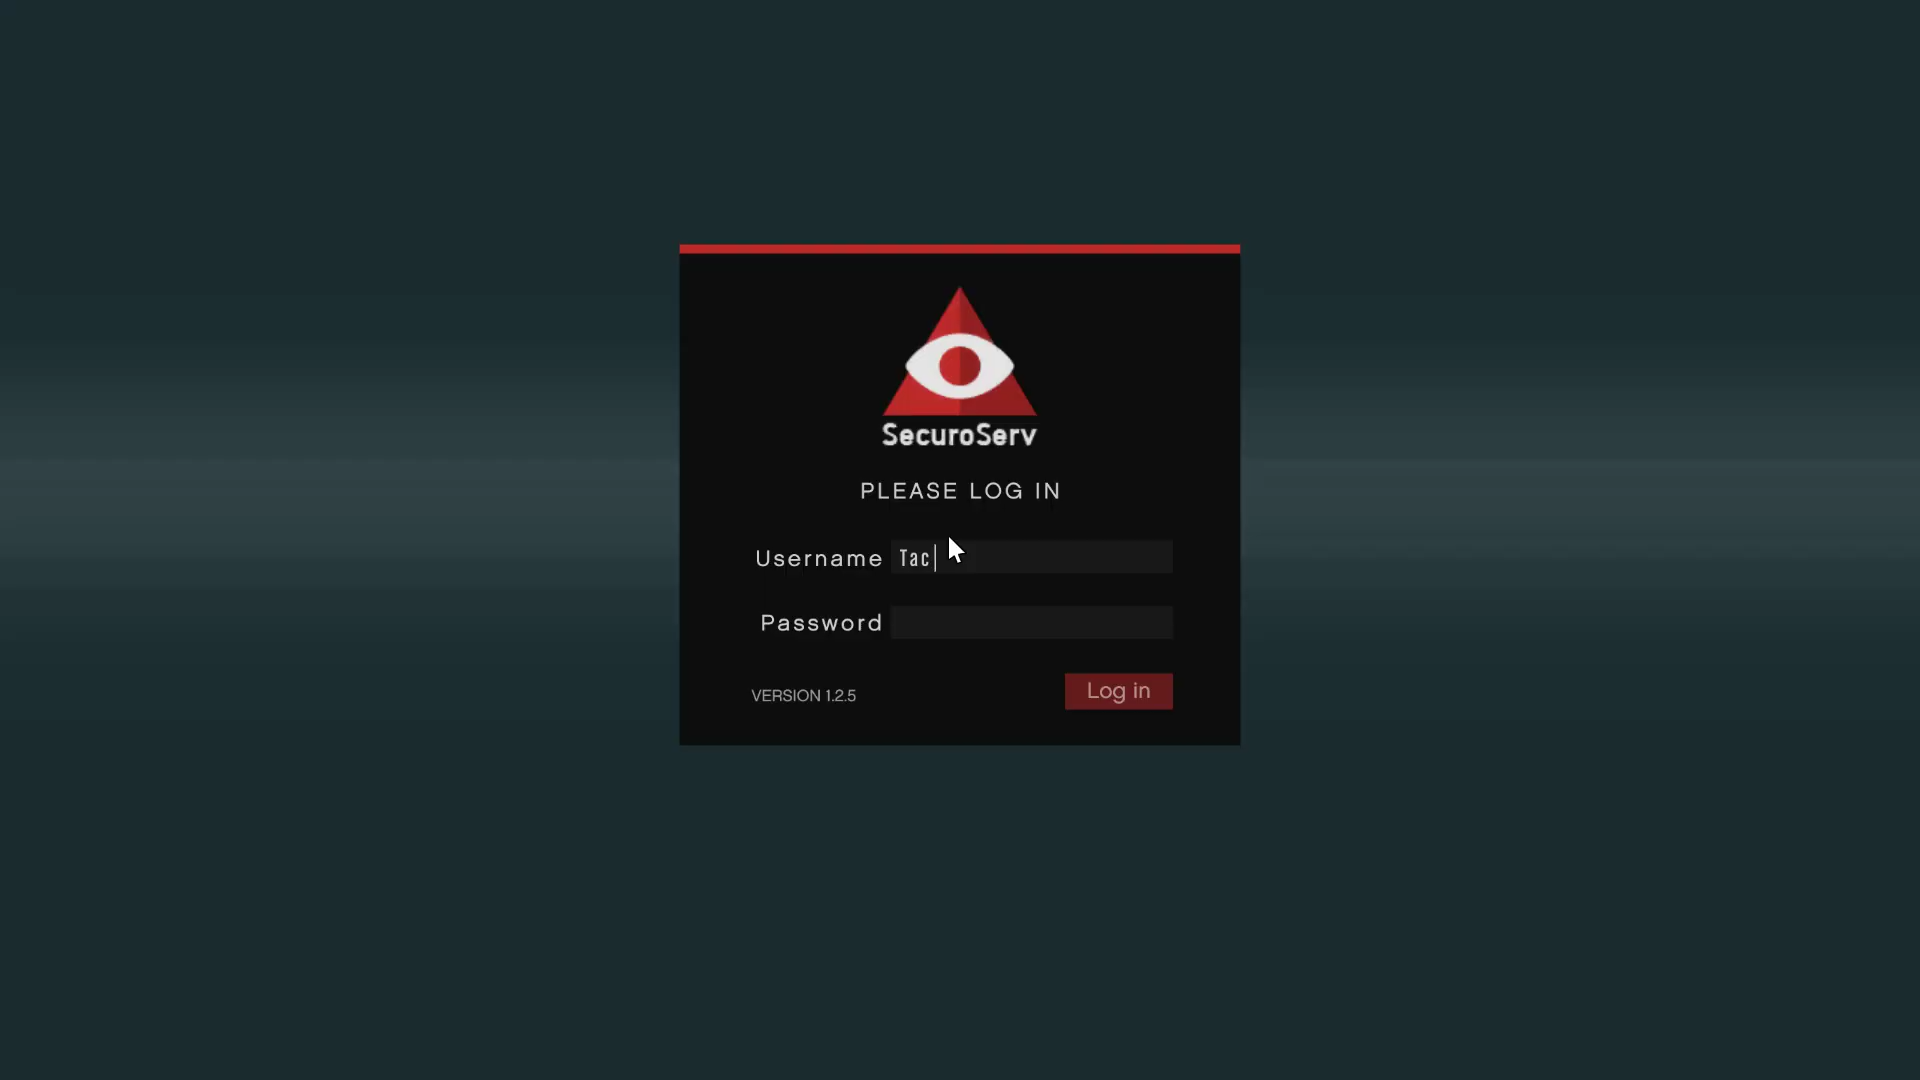 SecuroServ
PLEASE LOG IN
Username Tac
Password
VERSION 1.2.5
Log in